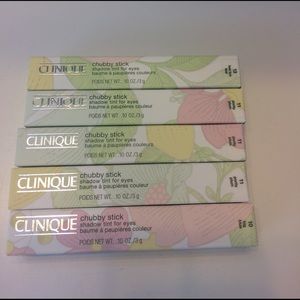 CLINIQUE
chubby stick
shadow tint for eyes
baume à paupières couleur
POIDS NET WT. .10 OZ./3 g
CLINIQUE
chubby stick
shadow tint for eyes
baume à paupières couleur
POIDS NET WT. .10 OZ/3 g
11
CLINIQUE
chubby stick
shadow tint for eyes
baume à paupières couleur
POIDS NET WT. .10 OZ/3 g
11
CLINIQUE
chubby stick
shadow tint for eyes
baume à paupières couleur
POIDS NET WT. .10 OZ/3 g
11
CLINIQUE
chubby stick
shadow tint for eyes
baume à paupières couleur
POIDS NET WT. .10 OZ/3 g
10